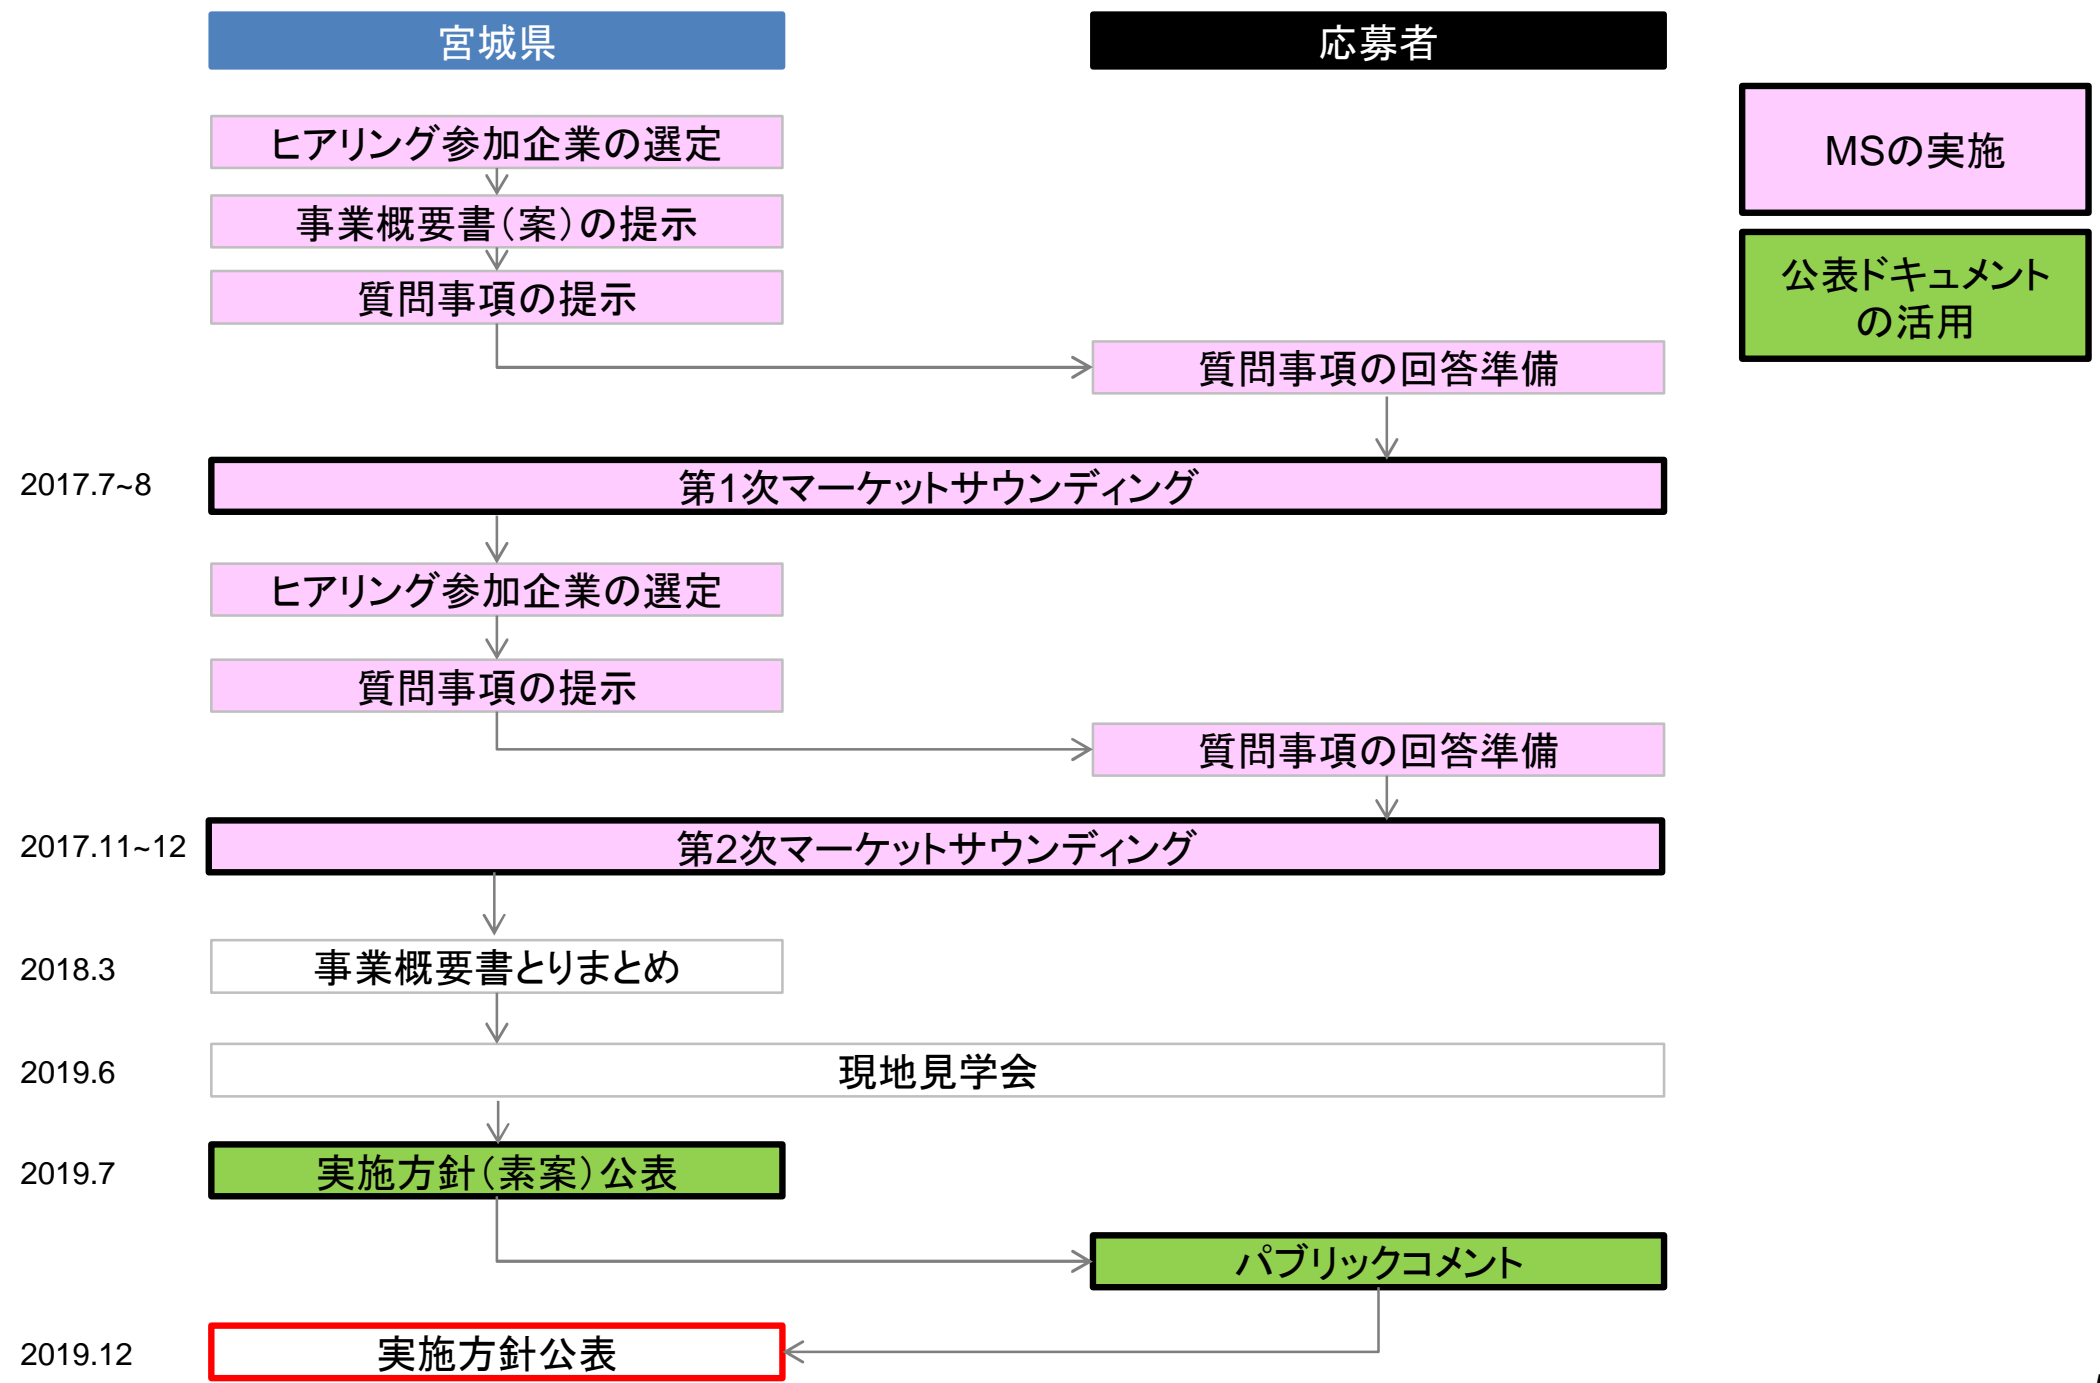 宮城県
応募者
ヒアリング参加企業の選定
事業概要書（案）の提示
質問事項の提示
質問事項の回答準備
MSの実施
公表ドキュメント
の活用
2017.7~8
第1次マーケットサウンディング
ヒアリング参加企業の選定
質問事項の提示
質問事項の回答準備
2017.11~12
第2次マーケットサウンディング
2018.3
事業概要書とりまとめ
2019.6
現地見学会
2019.7
実施方針（素案）公表
パブリックコメント
2019.12
実施方針公表